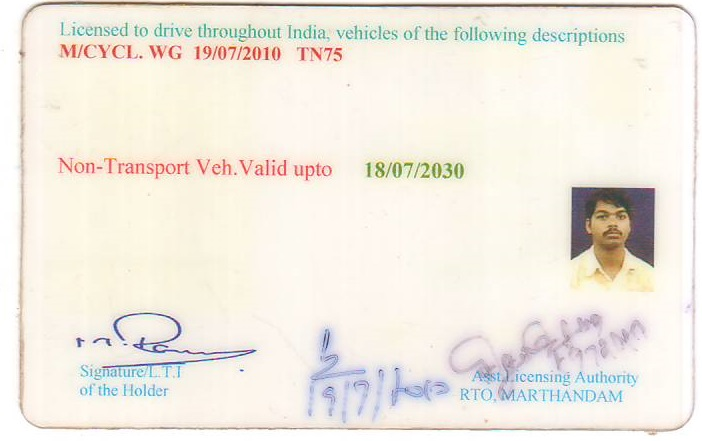 Licensed to drive throughout India, vehicles of the following descriptions
M/CYCL. WG 19/07/2010 TN75
Non-Transport Veh.Valid upto 18/07/2030
Signature/L.T.I
of the Holder
19/7/2010
Asst.Licensing Authority
RTO, MARTHANDAM